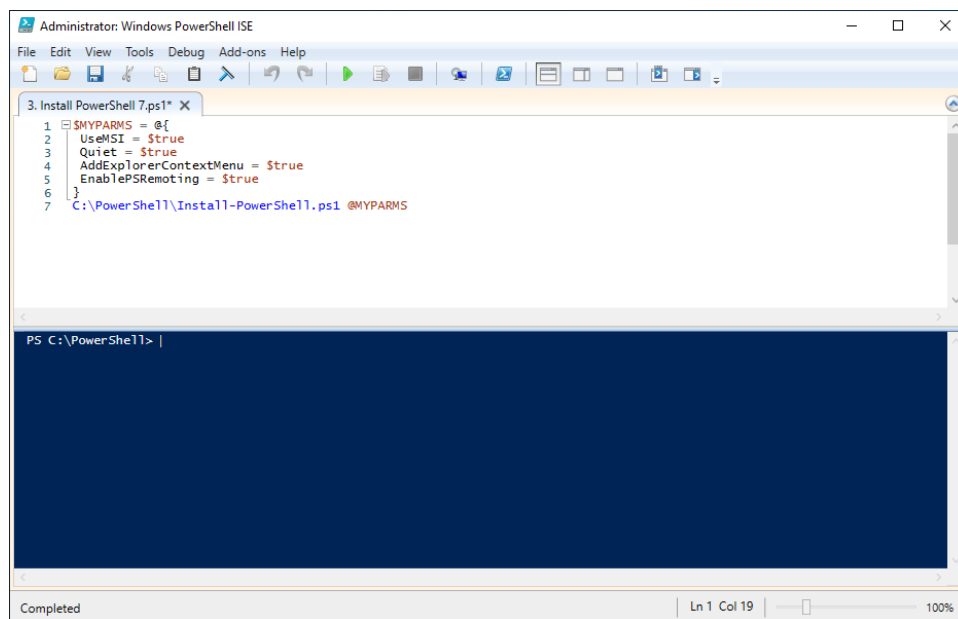 Administrator: Windows PowerShell ISE
File Edit View Tools Debug Add-ons Help
3. Install PowerShell 7.ps1*
1 $MYPARMS = @{
2 UseMSI = $true
3 Quiet = $true
4 AddExplorerContextMenu = $true
5 EnablePSRemoting = $true
6 }
7 C:\PowerShell\Install-PowerShell.ps1 @MYPARMS
PS C:\PowerShell>
Completed Ln 1 Col 19 100%